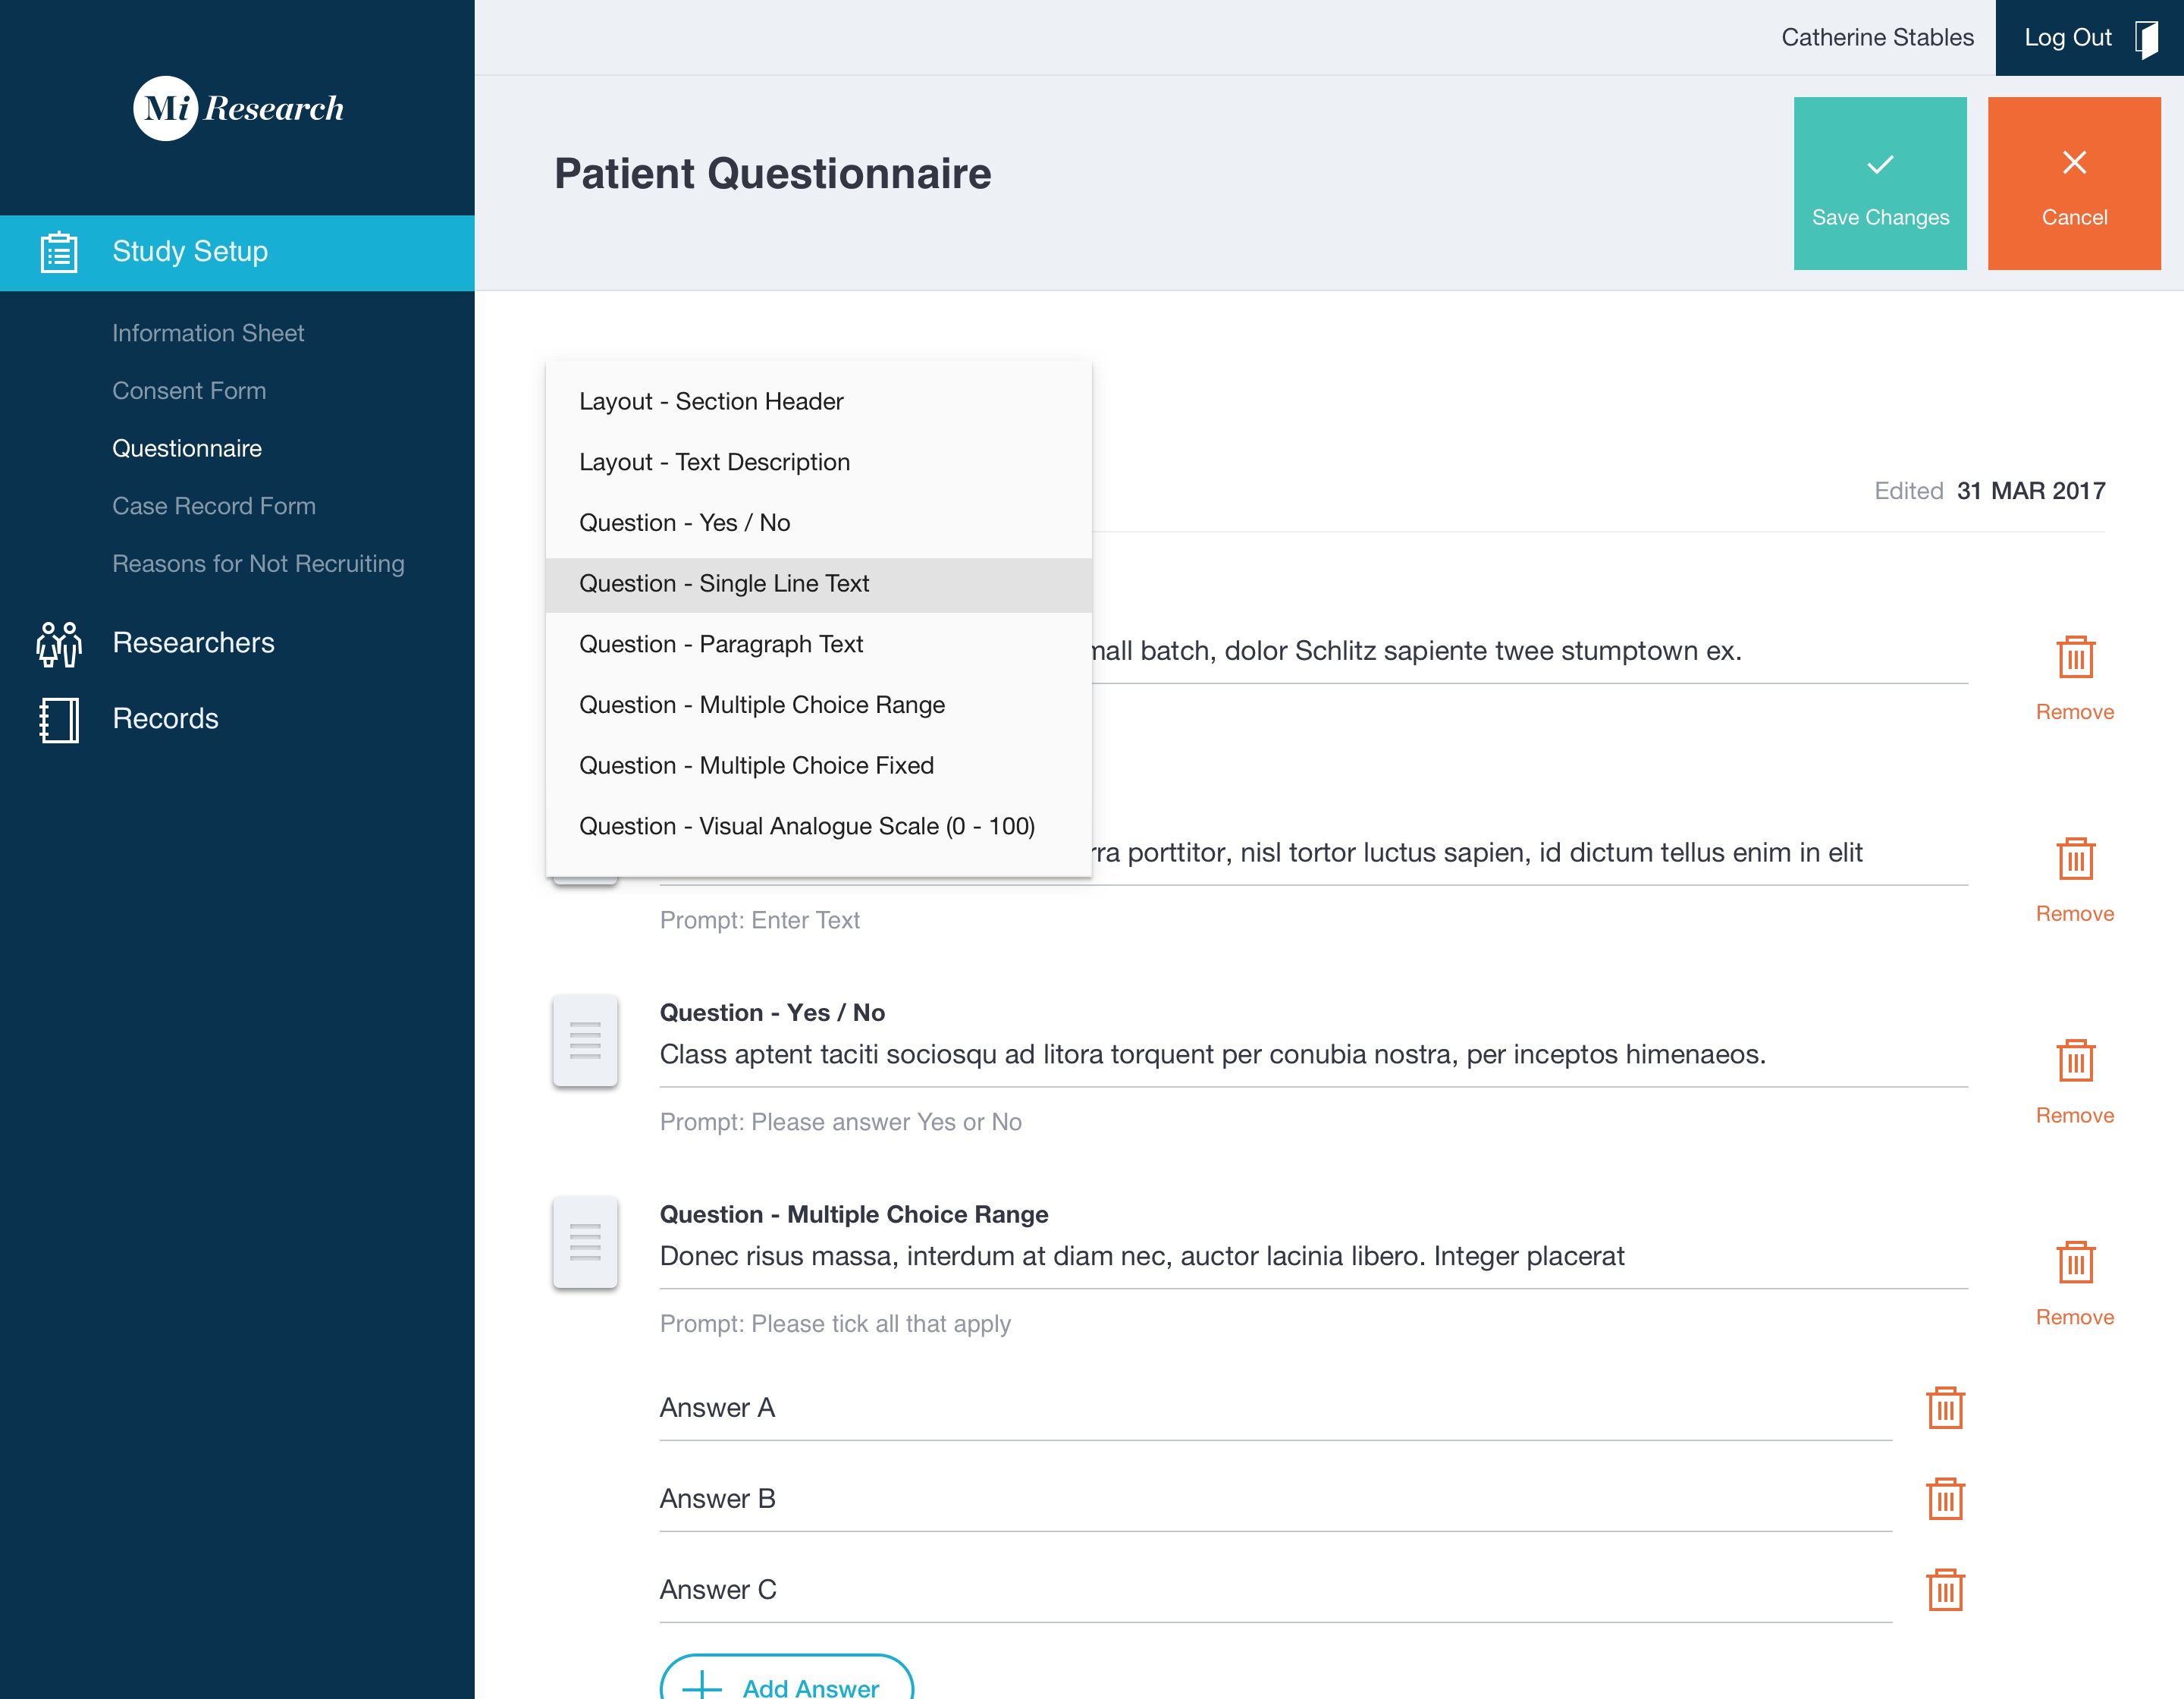 Catherine Stables
Log Out
Mi Research
Patient Questionnaire
Save Changes
Cancel
Study Setup
Information Sheet
Consent Form
Questionnaire
Case Record Form
Reasons for Not Recruiting
Researchers
Records
Layout - Section Header
Layout - Text Description
Question - Yes / No
Question - Single Line Text
Question - Paragraph Text
Question - Multiple Choice Range
Question - Multiple Choice Fixed
Question - Visual Analogue Scale (0 - 100)
Edited 31 MAR 2017
batch, dolor Schlitz sapiente twee stumptown ex.
Remove
porttitor, nisl tortor luctus sapien, id dictum tellus enim in elit
Prompt: Enter Text
Remove
Question - Yes / No
Class aptent taciti sociosqu ad litora torquent per conubia nostra, per inceptos himenaeos.
Prompt: Please answer Yes or No
Remove
Question - Multiple Choice Range
Donec risus massa, interdum at diam nec, auctor lacinia libero. Integer placerat
Prompt: Please tick all that apply
Remove
Answer A
Answer B
Answer C
Add Answer